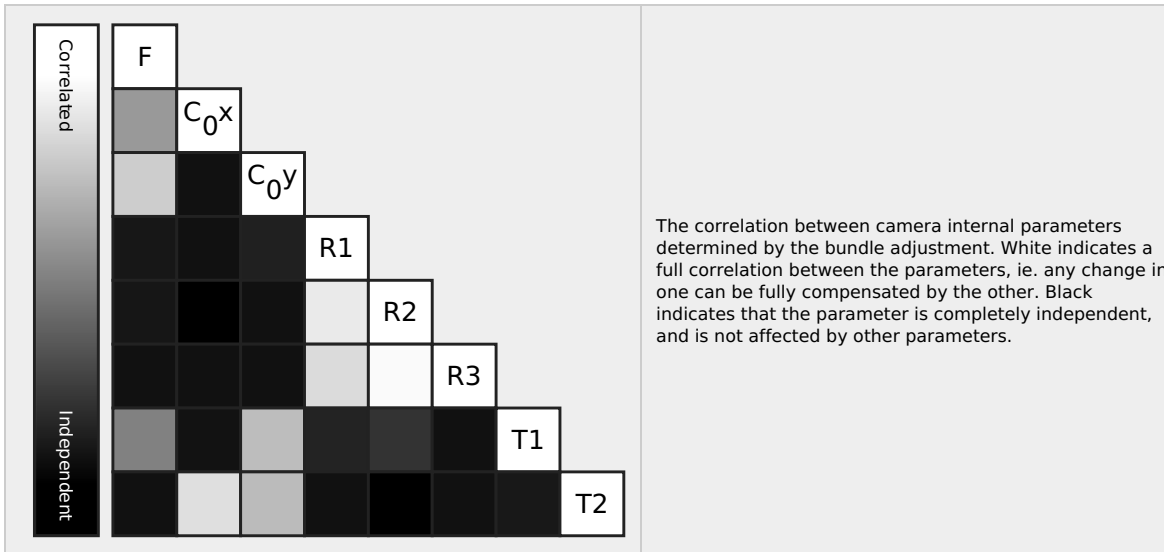 Correlated
Independent
F
C0x
C0y
R1
R2
R3
T1
T2
The correlation between camera internal parameters
determined by the bundle adjustment. White indicates a
full correlation between the parameters, ie. any change in
one can be fully compensated by the other. Black
indicates that the parameter is completely independent,
and is not affected by other parameters.